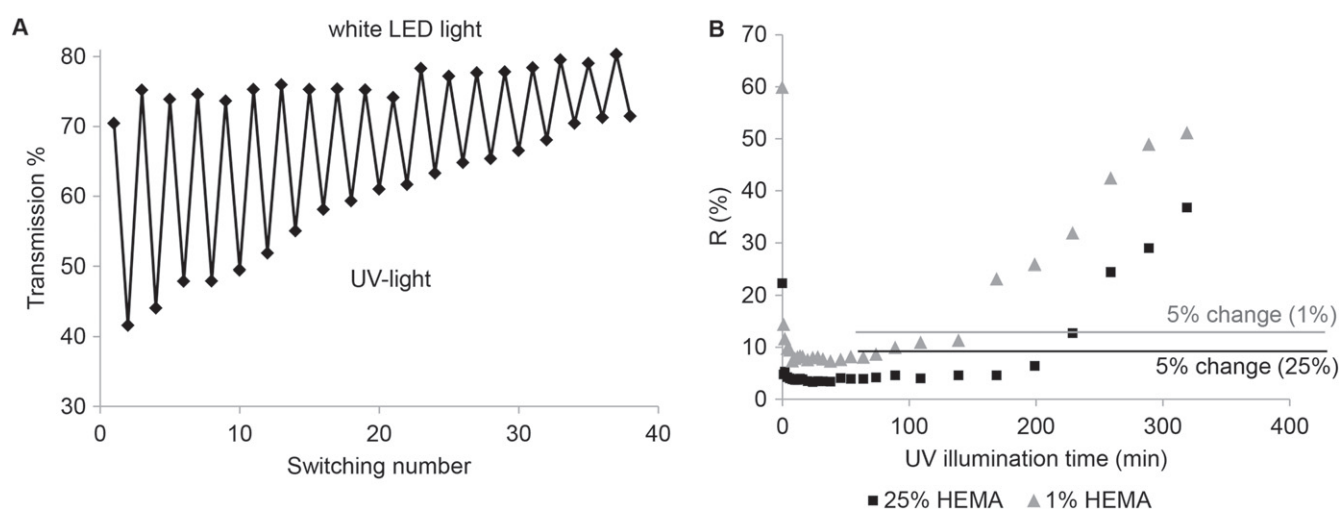 A
white LED light
Transmission %
80
70
60
50
40
30
UV-light
0
10
20
30
40
Switching number
B
R (%)
70
60
50
40
30
20
10
0
5% change (1%)
5% change (25%)
0
100
200
300
400
UV illumination time (min)
25% HEMA
1% HEMA